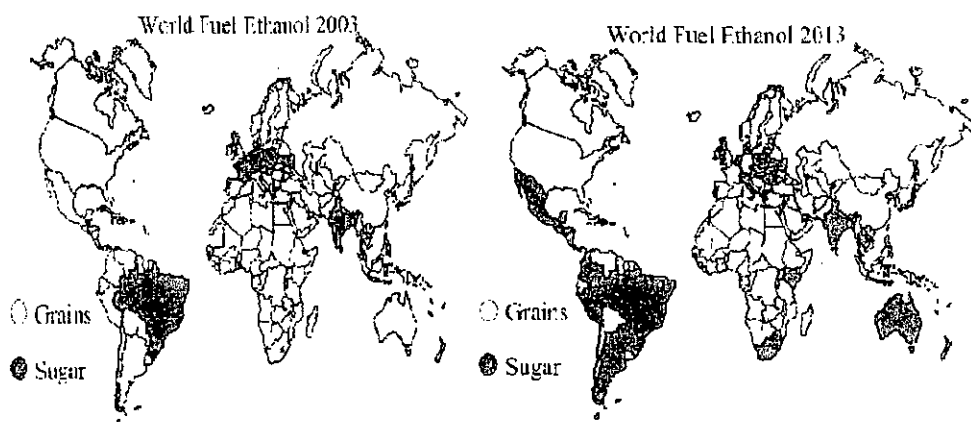 World Fuel Ethanol 2003
World Fuel Ethanol 2013
Grains
Sugar
Grains
Sugar